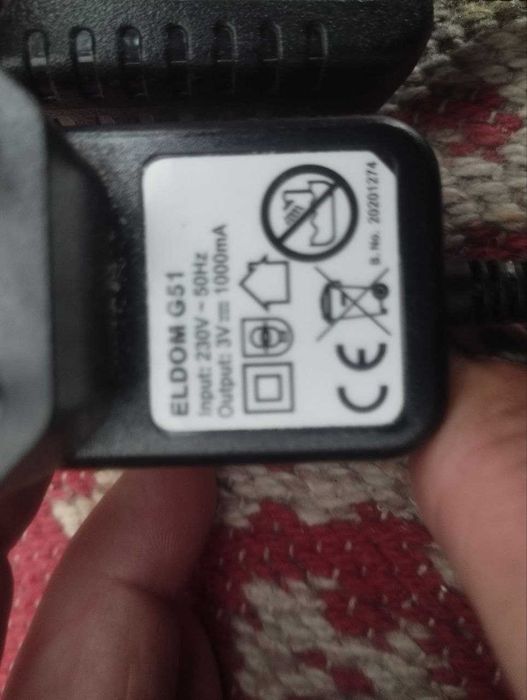 ELDOM G51
Input: 230V ~ 50Hz
Output: 3V⎓ 1000mA
CE
B. No. 20201274